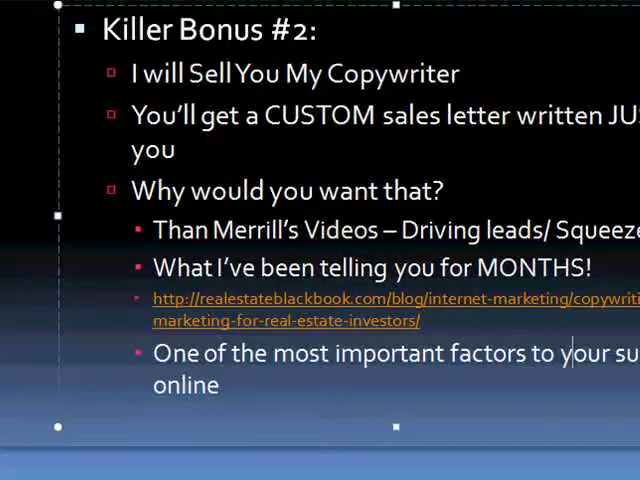 Killer Bonus #2:
I will Sell You My Copywriter
You'll get a CUSTOM sales letter written
you
Why would you want that?
Than Merrill's Videos – Driving leads/ Squeeze
What I've been telling you for MONTHS!
http://realestateblackbook.com/blog/internet-marketing/copywriti
marketing-for-real-estate-investors/
One of the most important factors to your su
online